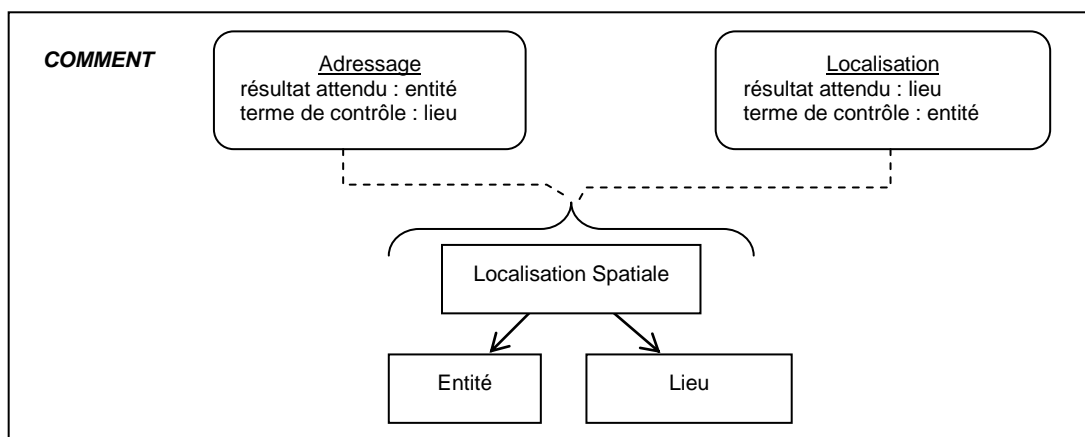 COMMENT
Adressage
résultat attendu : entité
terme de contrôle : lieu
Localisation
résultat attendu : lieu
terme de contrôle : entité
Localisation Spatiale
Entité
Lieu